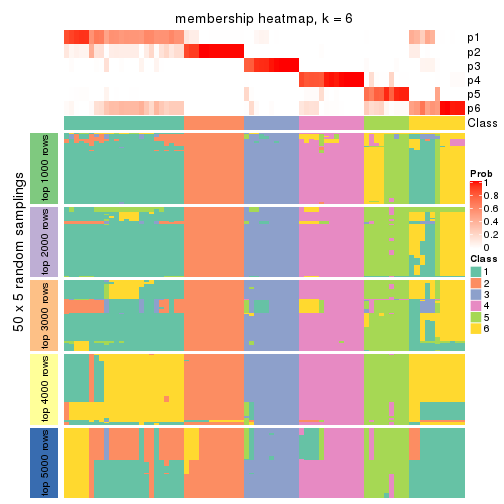 membership heatmap, k = 6
p1
p2
p3
p4
p5
p6
Class
50 x 5 random samplings
top 1000 rows
top 2000 rows
top 3000 rows
top 4000 rows
top 5000 rows
Prob
1
0.8
0.6
0.4
0.2
0
Class
1
2
3
4
5
6